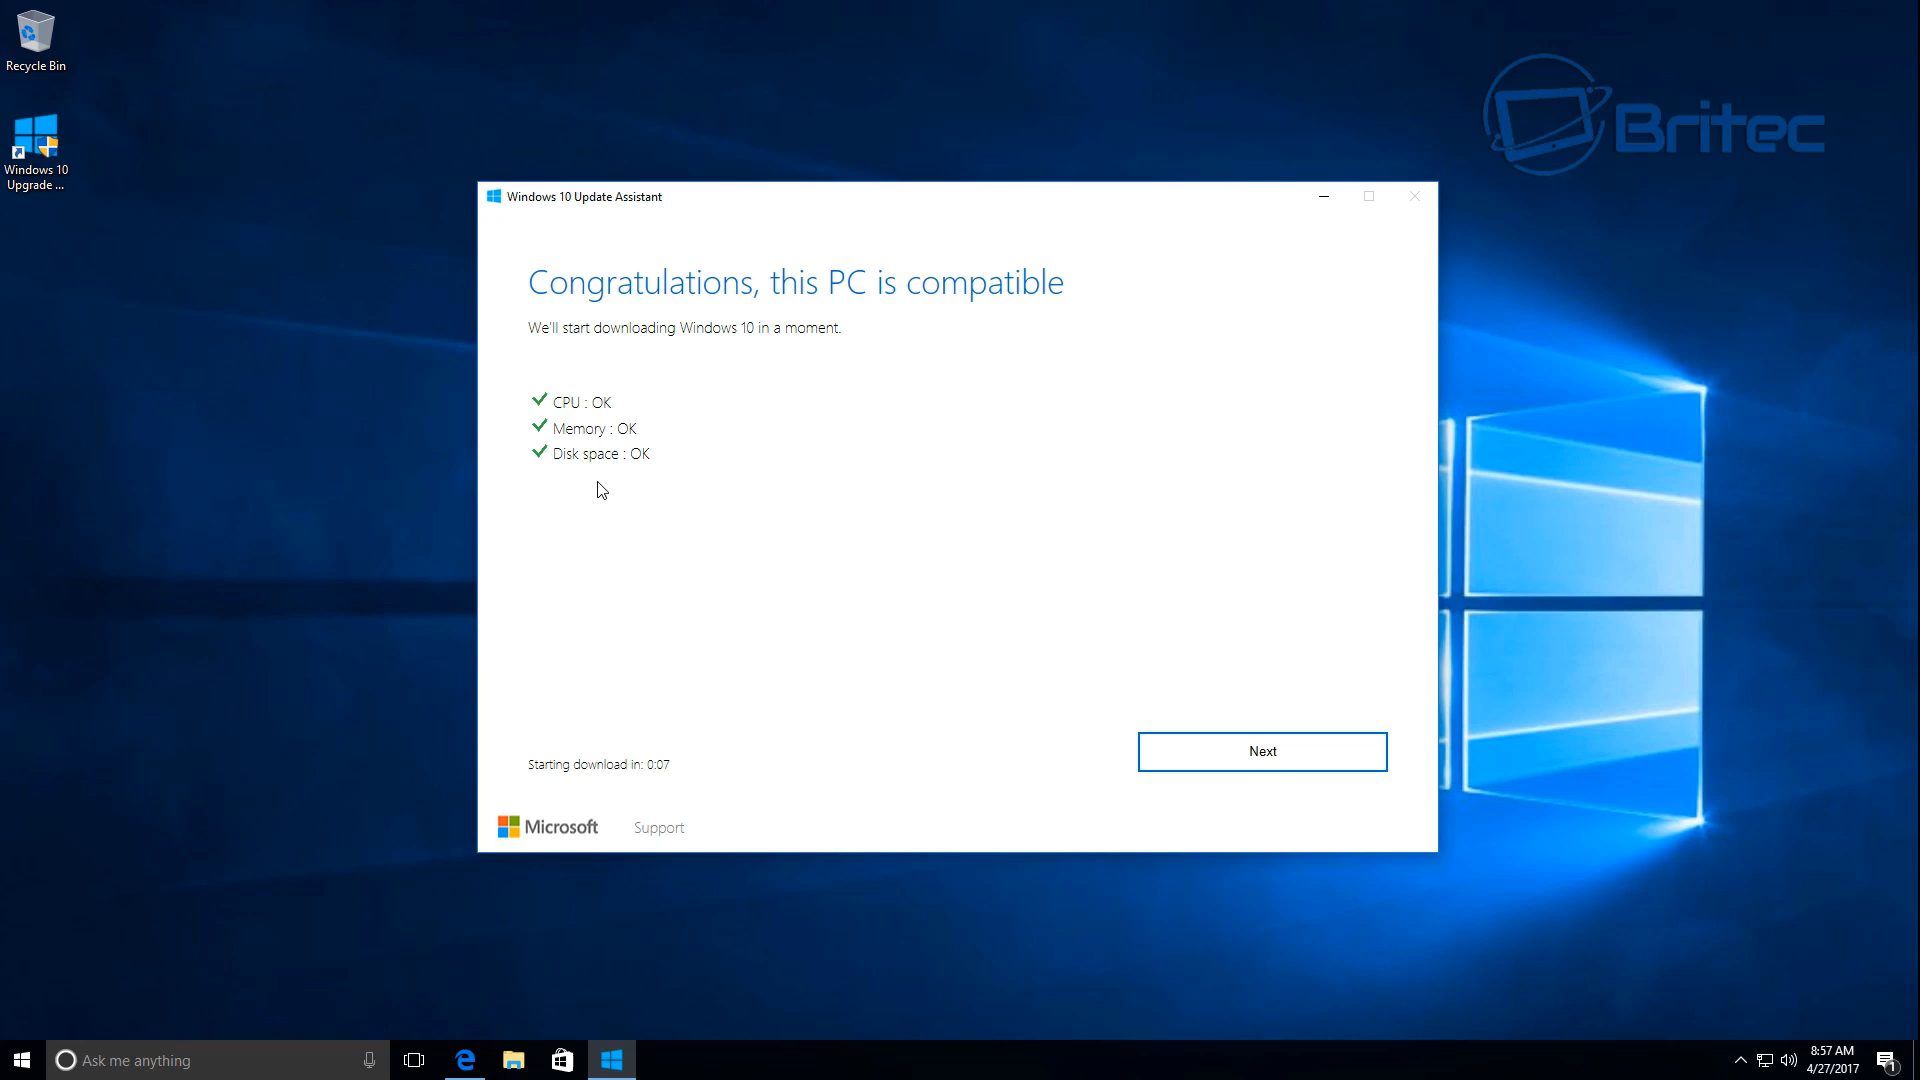 Recycle Bin
Windows 10
Upgrade ...
Britec
Windows 10 Update Assistant
Congratulations, this PC is compatible
We'll start downloading Windows 10 in a moment.
CPU : OK
Memory : OK
Disk space : OK
Next
Starting download in: 0:07
Microsoft
Support
Ask me anything
8:57 AM
4/27/2017
1